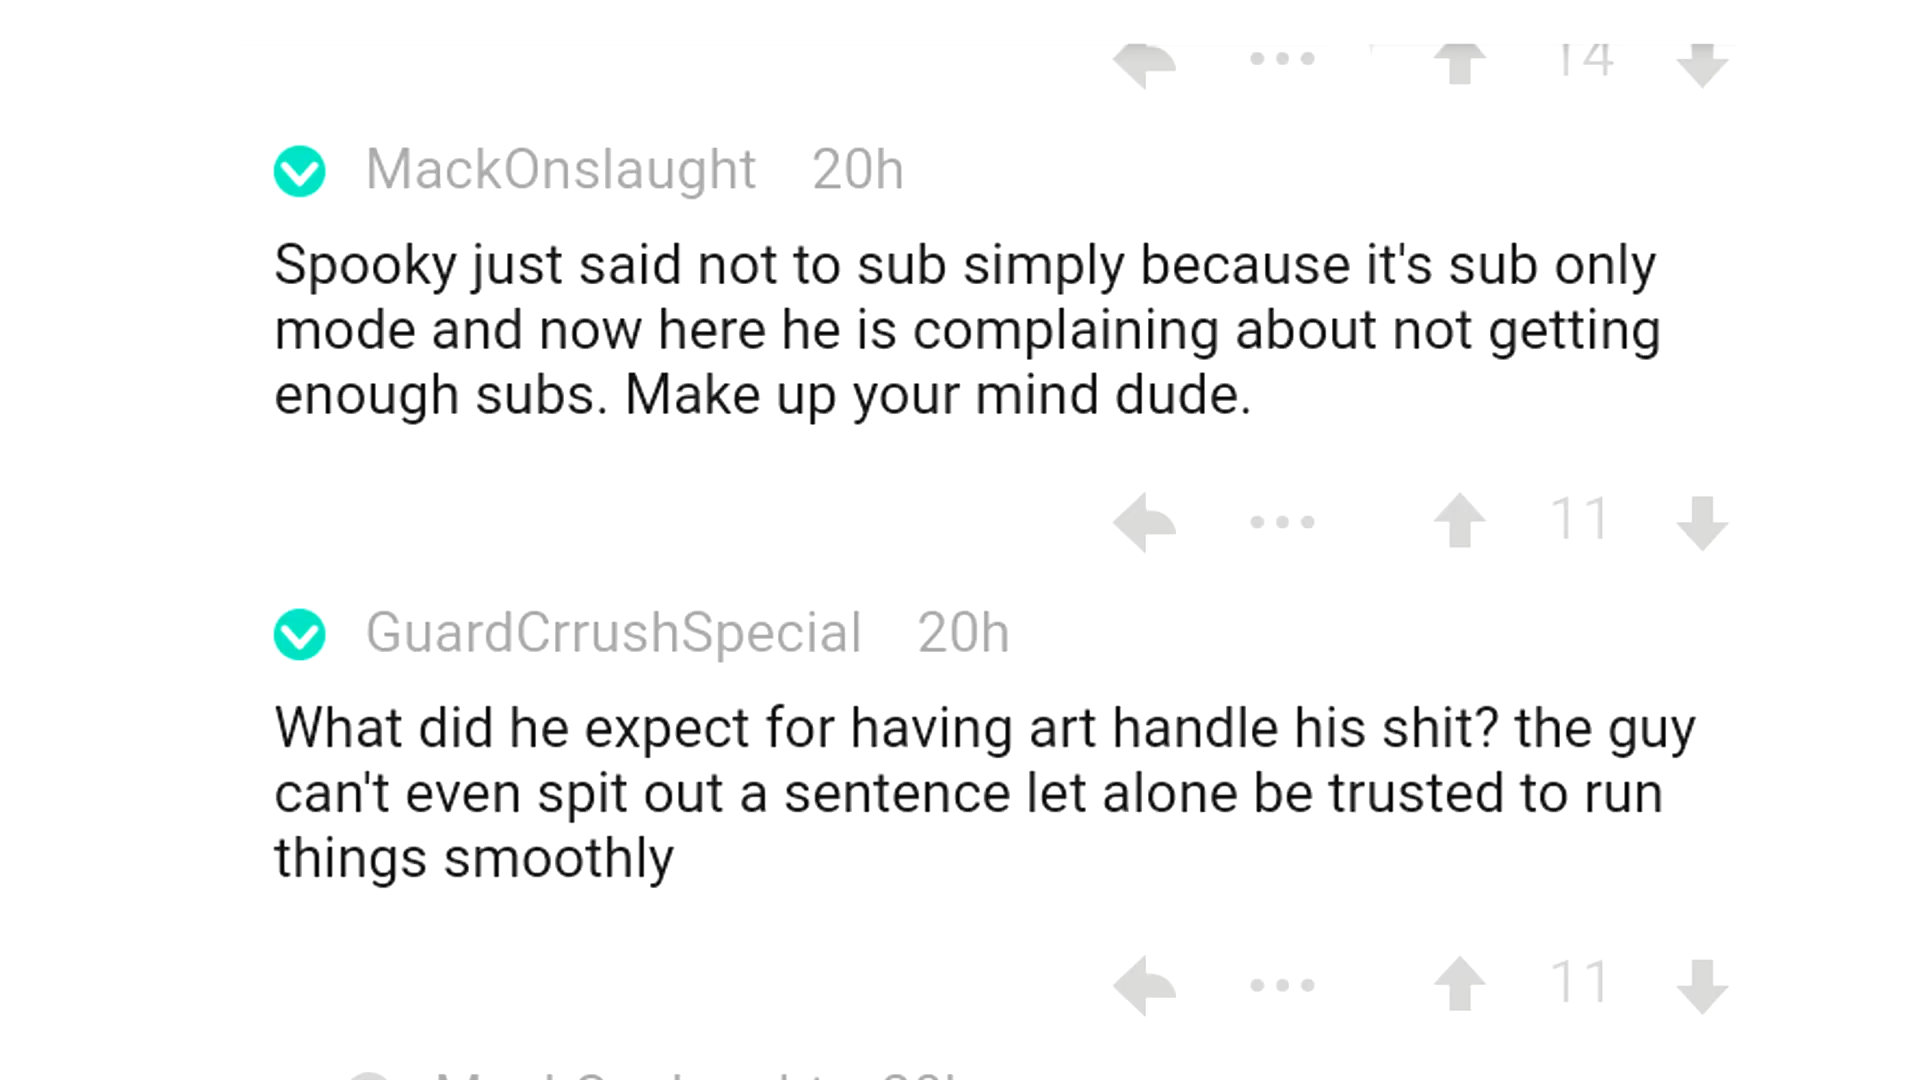 14
MackOnslaught 20h
Spooky just said not to sub simply because it's sub only
mode and now here he is complaining about not getting
enough subs. Make up your mind dude.
11
GuardCrrushSpecial 20h
What did he expect for having art handle his shit? the guy
can't even spit out a sentence let alone be trusted to run
things smoothly
11